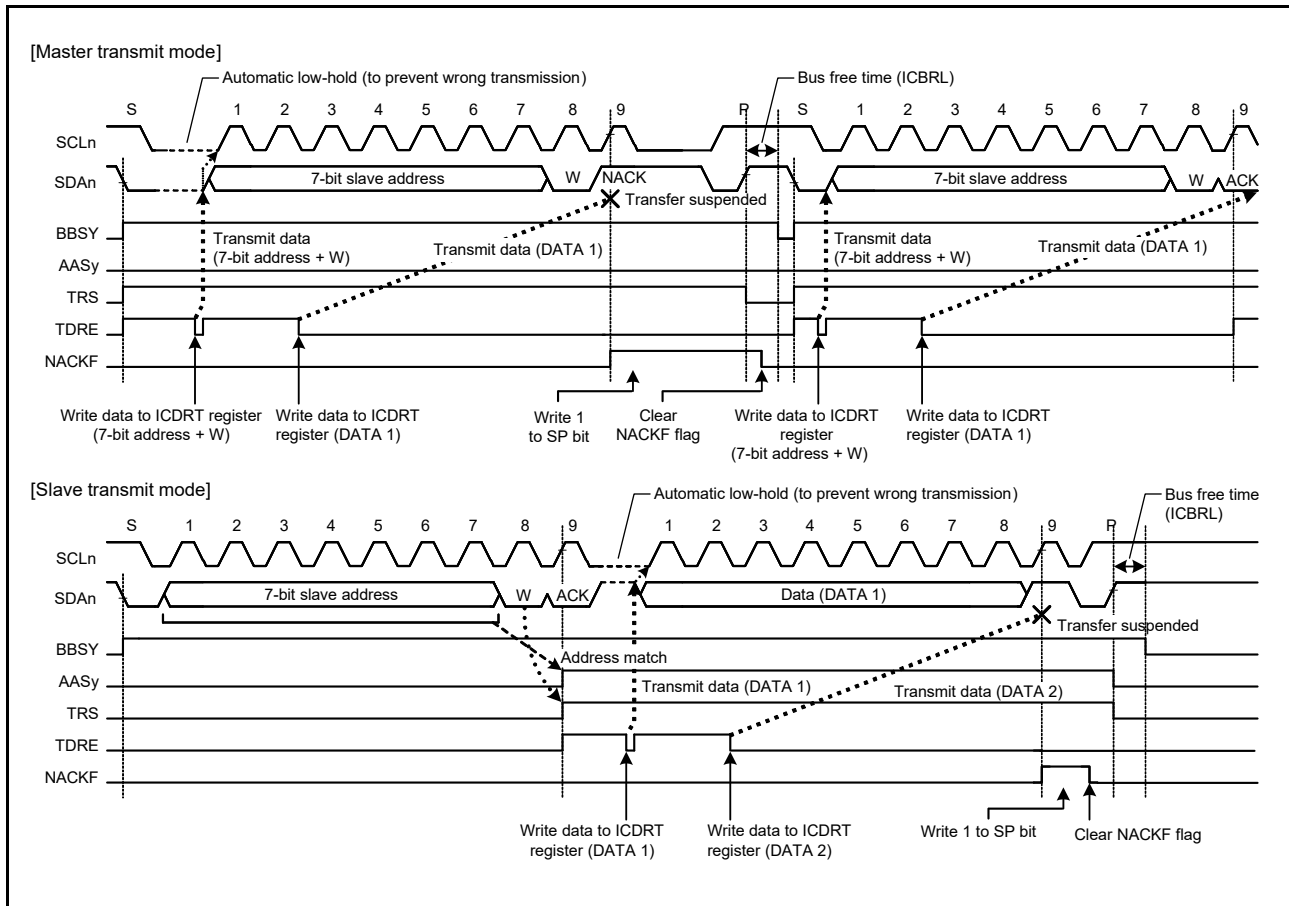 [Master transmit mode]
Automatic low-hold (to prevent wrong transmission)
Bus free time (ICBRL)
S 1 2 3 4 5 6 7 8 9 P S 1 2 3 4 5 6 7 8 9
SCLn
SDAn 7-bit slave address W NACK 7-bit slave address W ACK
Transfer suspended
BBSY
Transmit data
(7-bit address + W)
Transmit data (DATA 1)
Transmit data
(7-bit address + W)
Transmit data (DATA 1)
AASy
TRS
TDRE
NACKF
Write data to ICDRT register
(7-bit address + W)
Write data to ICDRT
register (DATA 1)
Write 1
to SP bit
Clear
NACKF flag
Write data to ICDRT
register
(7-bit address + W)
Write data to ICDRT
register (DATA 1)
[Slave transmit mode]
Automatic low-hold (to prevent wrong transmission)
Bus free time
(ICBRL)
S 1 2 3 4 5 6 7 8 9 1 2 3 4 5 6 7 8 9 P
SCLn
SDAn 7-bit slave address W ACK Data (DATA 1)
Transfer suspended
BBSY
Address match
AASy
Transmit data (DATA 1)
Transmit data (DATA 2)
TRS
TDRE
NACKF
Write data to ICDRT
register (DATA 1)
Write data to ICDRT
register (DATA 2)
Write 1 to SP bit
Clear NACKF flag